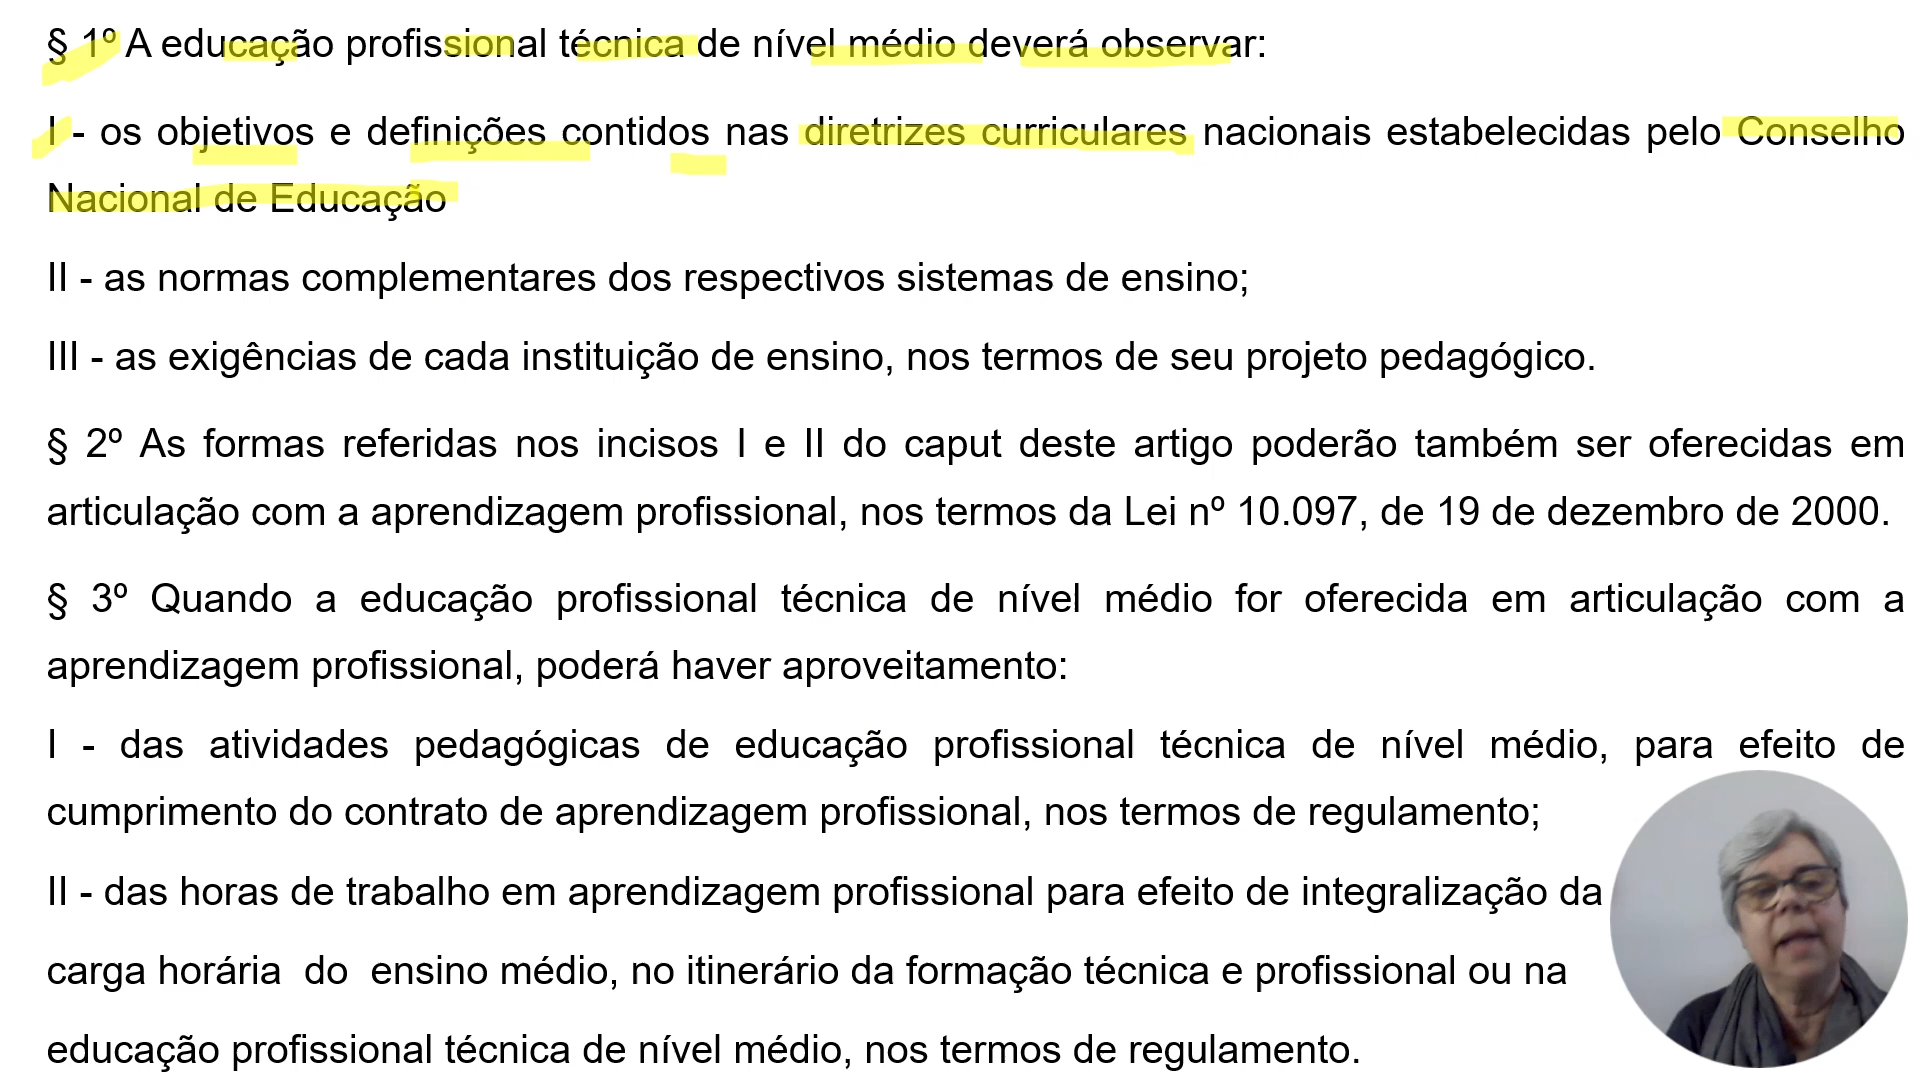 § 1º A educação profissional técnica de nível médio deverá observar:
I - os objetivos e definições contidos nas diretrizes curriculares nacionais estabelecidas pelo Conselho
Nacional de Educação
II - as normas complementares dos respectivos sistemas de ensino;
III - as exigências de cada instituição de ensino, nos termos de seu projeto pedagógico.
§ 2º As formas referidas nos incisos I e II do caput deste artigo poderão também ser oferecidas em
articulação com a aprendizagem profissional, nos termos da Lei nº 10.097, de 19 de dezembro de 2000.
§ 3º Quando a educação profissional técnica de nível médio for oferecida em articulação com a
aprendizagem profissional, poderá haver aproveitamento:
I - das atividades pedagógicas de educação profissional técnica de nível médio, para efeito de
cumprimento do contrato de aprendizagem profissional, nos termos de regulamento;
II - das horas de trabalho em aprendizagem profissional para efeito de integralização da
carga horária do ensino médio, no itinerário da formação técnica e profissional ou na
educação profissional técnica de nível médio, nos termos de regulamento.